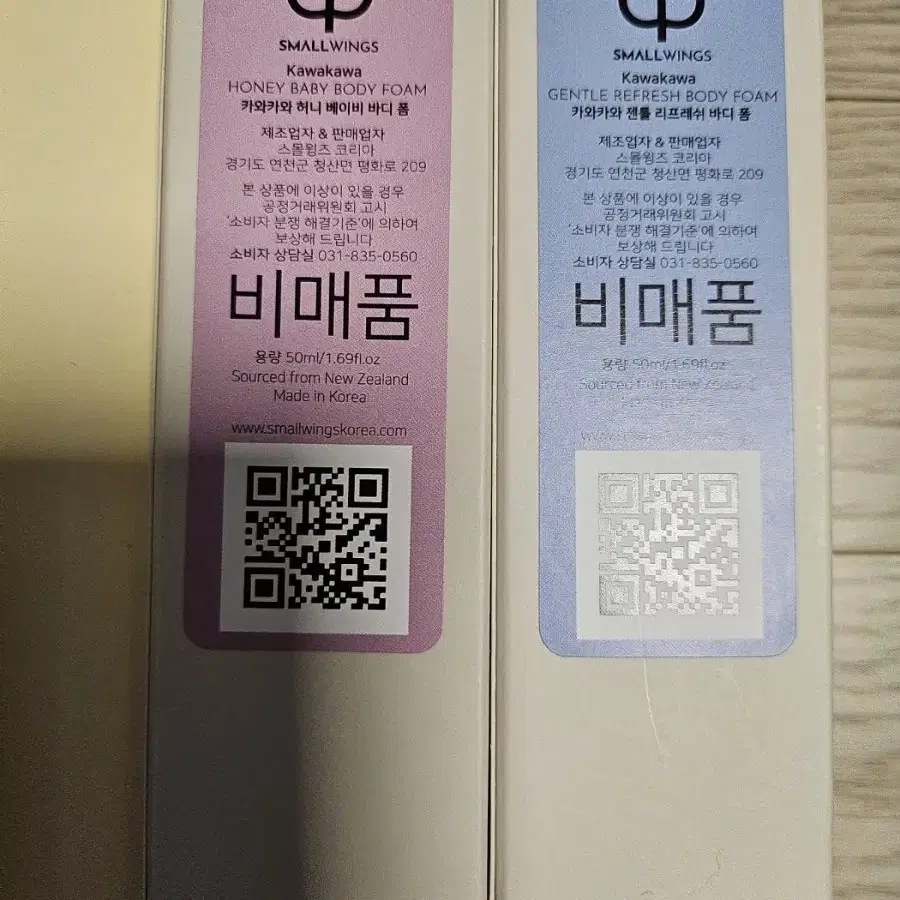 SMALLWINGS
Kawakawa
HONEY BABY BODY FOAM
카와카와 허니 베이비 바디 폼
제조업자 & 판매업자
스몰윙즈 코리아
경기도 연천군 청산면 평화로 209
본 상품에 이상이 있을 경우
공정거래위원회 고시
'소비자 분쟁 해결기준'에 의하여
보상해 드립니다
소비자 상담실 031-835-0560
비매품
용량 50ml/1.69fl.oz
Sourced from New Zealand
Made in Korea
www.smallwingskorea.com
SMALLWINGS
Kawakawa
GENTLE REFRESH BODY FOAM
카와카와 젠틀 리프레쉬 바디 폼
제조업자 & 판매업자
스몰윙즈 코리아
경기도 연천군 청산면 평화로 209
본 상품에 이상이 있을 경우
공정거래위원회 고시
'소비자 분쟁 해결기준'에 의하여
보상해 드립니다
소비자 상담실 031-835-0560
비매품
용량 50ml/1.69fl.oz
Sourced from New Zealand